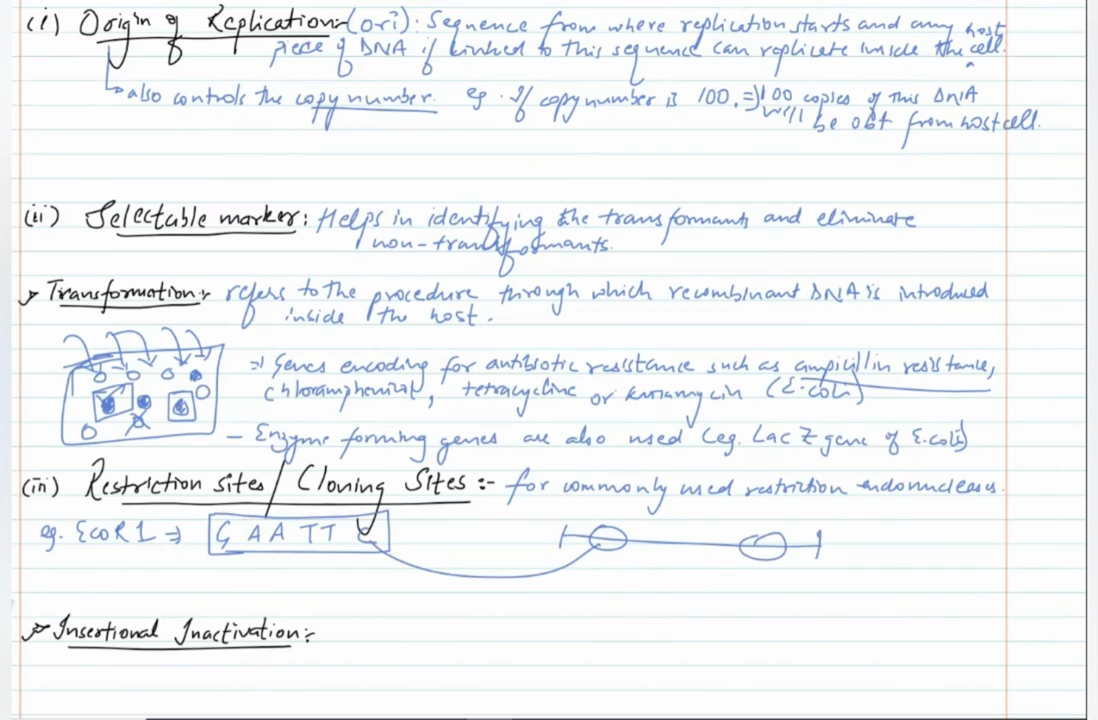 (i) Origin of Replication:- (ori): Sequence from where replication starts and any
piece of DNA if linked to this sequence can replicate inside the host cell.
↳ also controls the copy number. eg. If copy number is 100, ⇒ 100 copies of this DNA
will be obt from host cell.
(ii) Selectable marker: Helps in identifying the transformants and eliminate
non-transformants.
➢ Transformation:- refers to the procedure through which recombinant DNA is introduced
inside the host.
⇒ Genes encoding for antibiotic resistance such as ampicillin resistance,
chloramphenicol, tetracycline or kanamycin (E.coli)
– Enzyme forming genes are also used (eg. Lac Z gene of E.coli)
(iii) Restriction sites / Cloning Sites :- for commonly used restriction endonucleases.
eg. EcoR1 ⇒ G A A T T C
➢ Insertional Inactivation:-